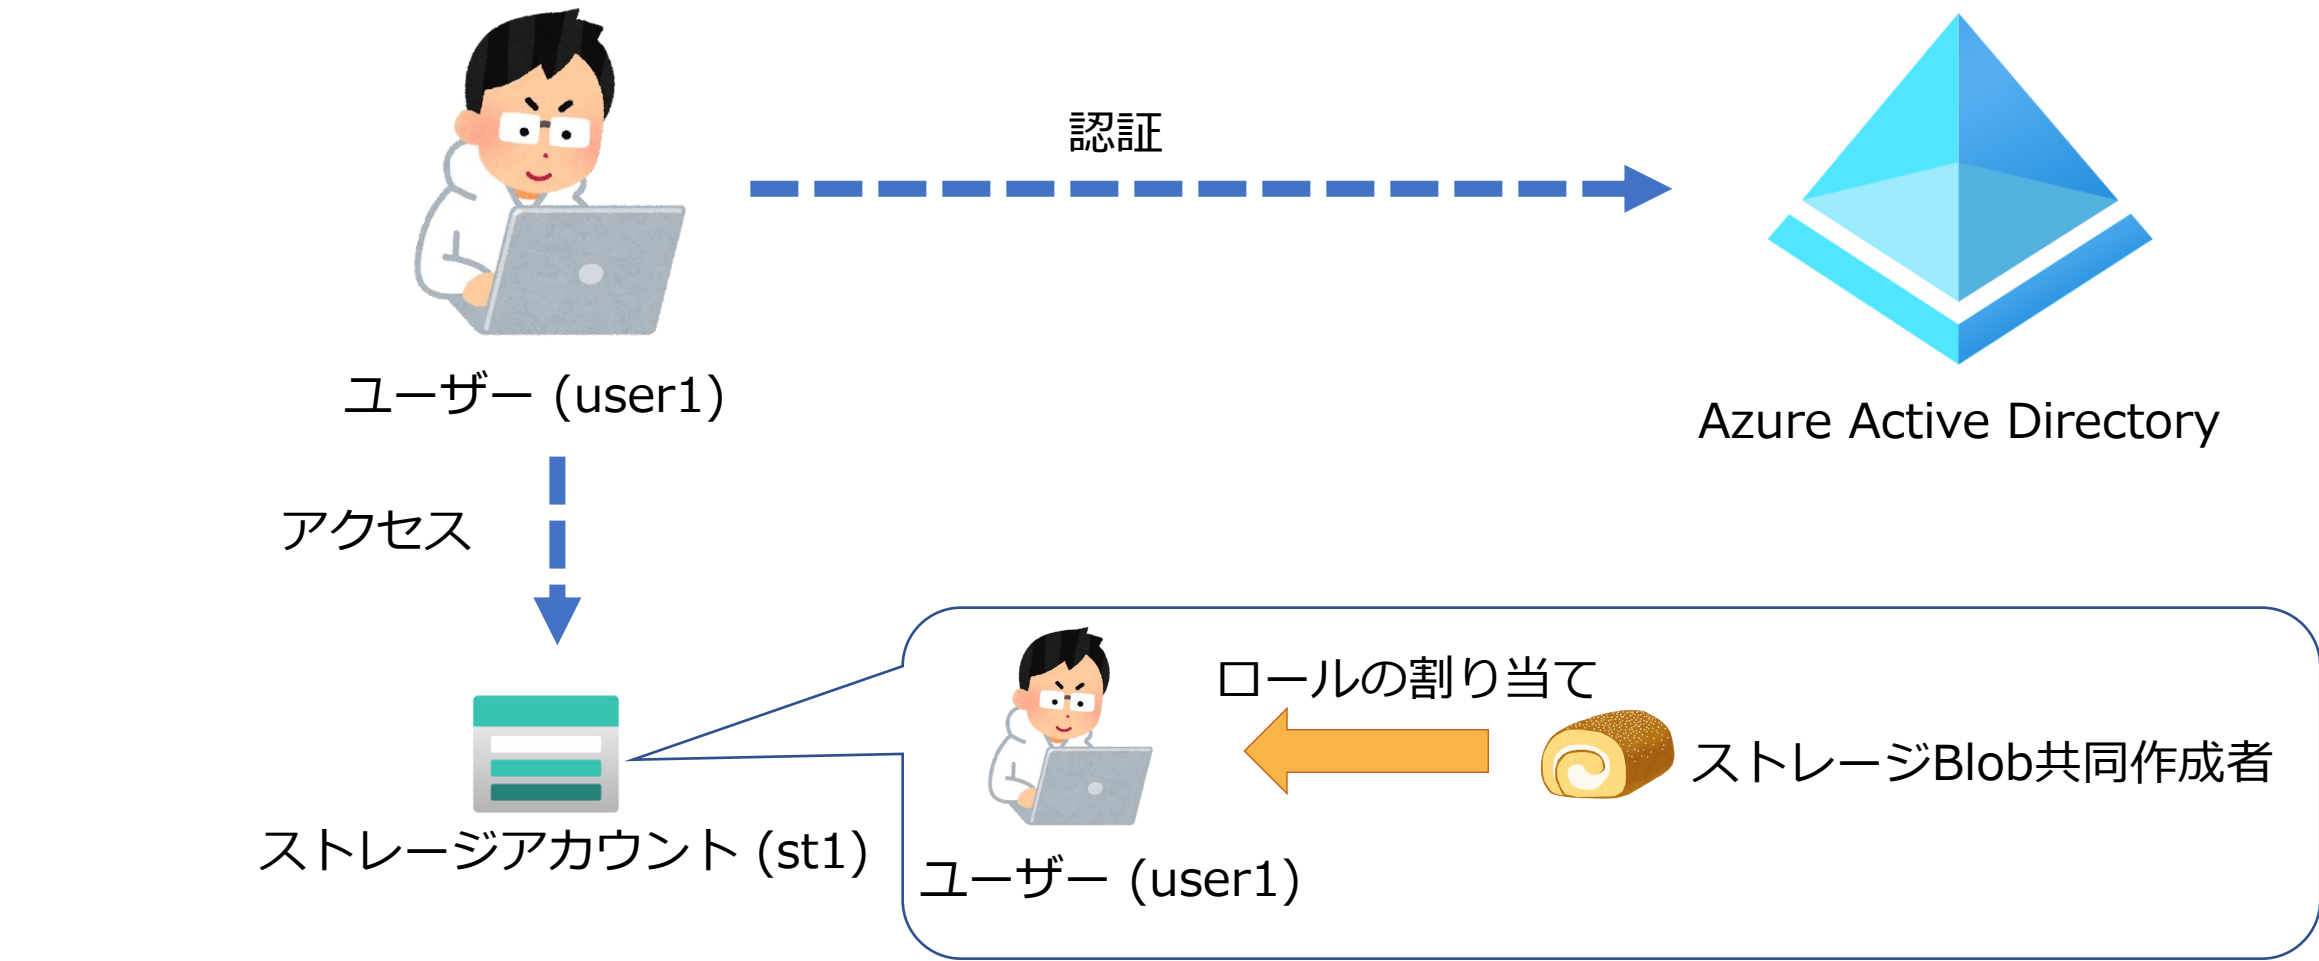 認証
ユーザー (user1)
Azure Active Directory
アクセス
ロールの割り当て
ストレージBlob共同作成者
ストレージアカウント (st1)
ユーザー (user1)